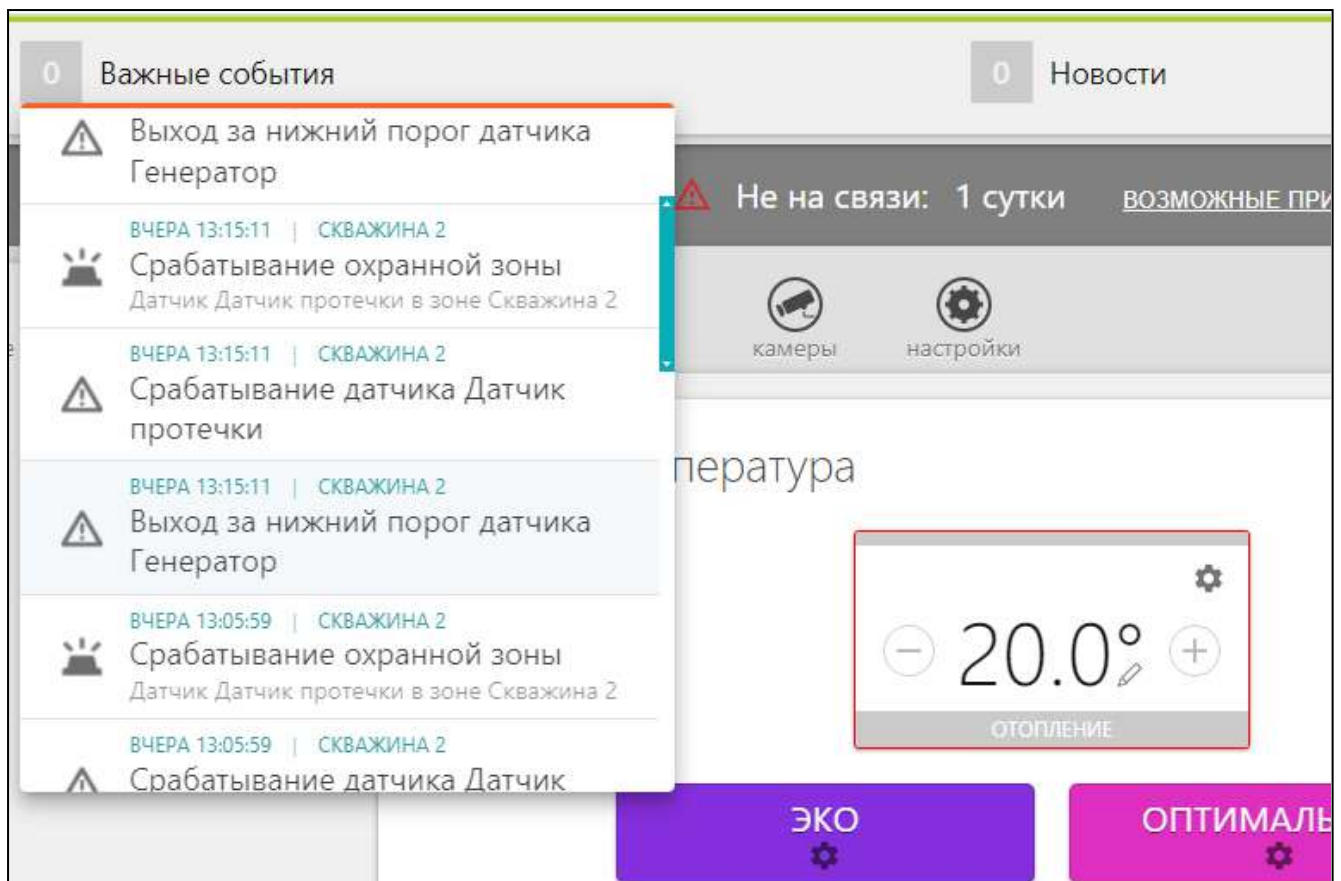 0 Важные события
0 Новости
Выход за нижний порог датчика
Генератор
ВЧЕРА 13:15:11 | СКВАЖИНА 2
Срабатывание охранной зоны
Датчик Датчик протечки в зоне Скважина 2
ВЧЕРА 13:15:11 | СКВАЖИНА 2
Срабатывание датчика Датчик
протечки
ВЧЕРА 13:15:11 | СКВАЖИНА 2
Выход за нижний порог датчика
Генератор
ВЧЕРА 13:05:59 | СКВАЖИНА 2
Срабатывание охранной зоны
Датчик Датчик протечки в зоне Скважина 2
ВЧЕРА 13:05:59 | СКВАЖИНА 2
Срабатывание датчика Датчик
Не на связи: 1 сутки ВОЗМОЖНЫЕ ПРИ
камеры настройки
пература
20.0°
ОТОПЛЕНИЕ
ЭКО
ОПТИМАЛЬ